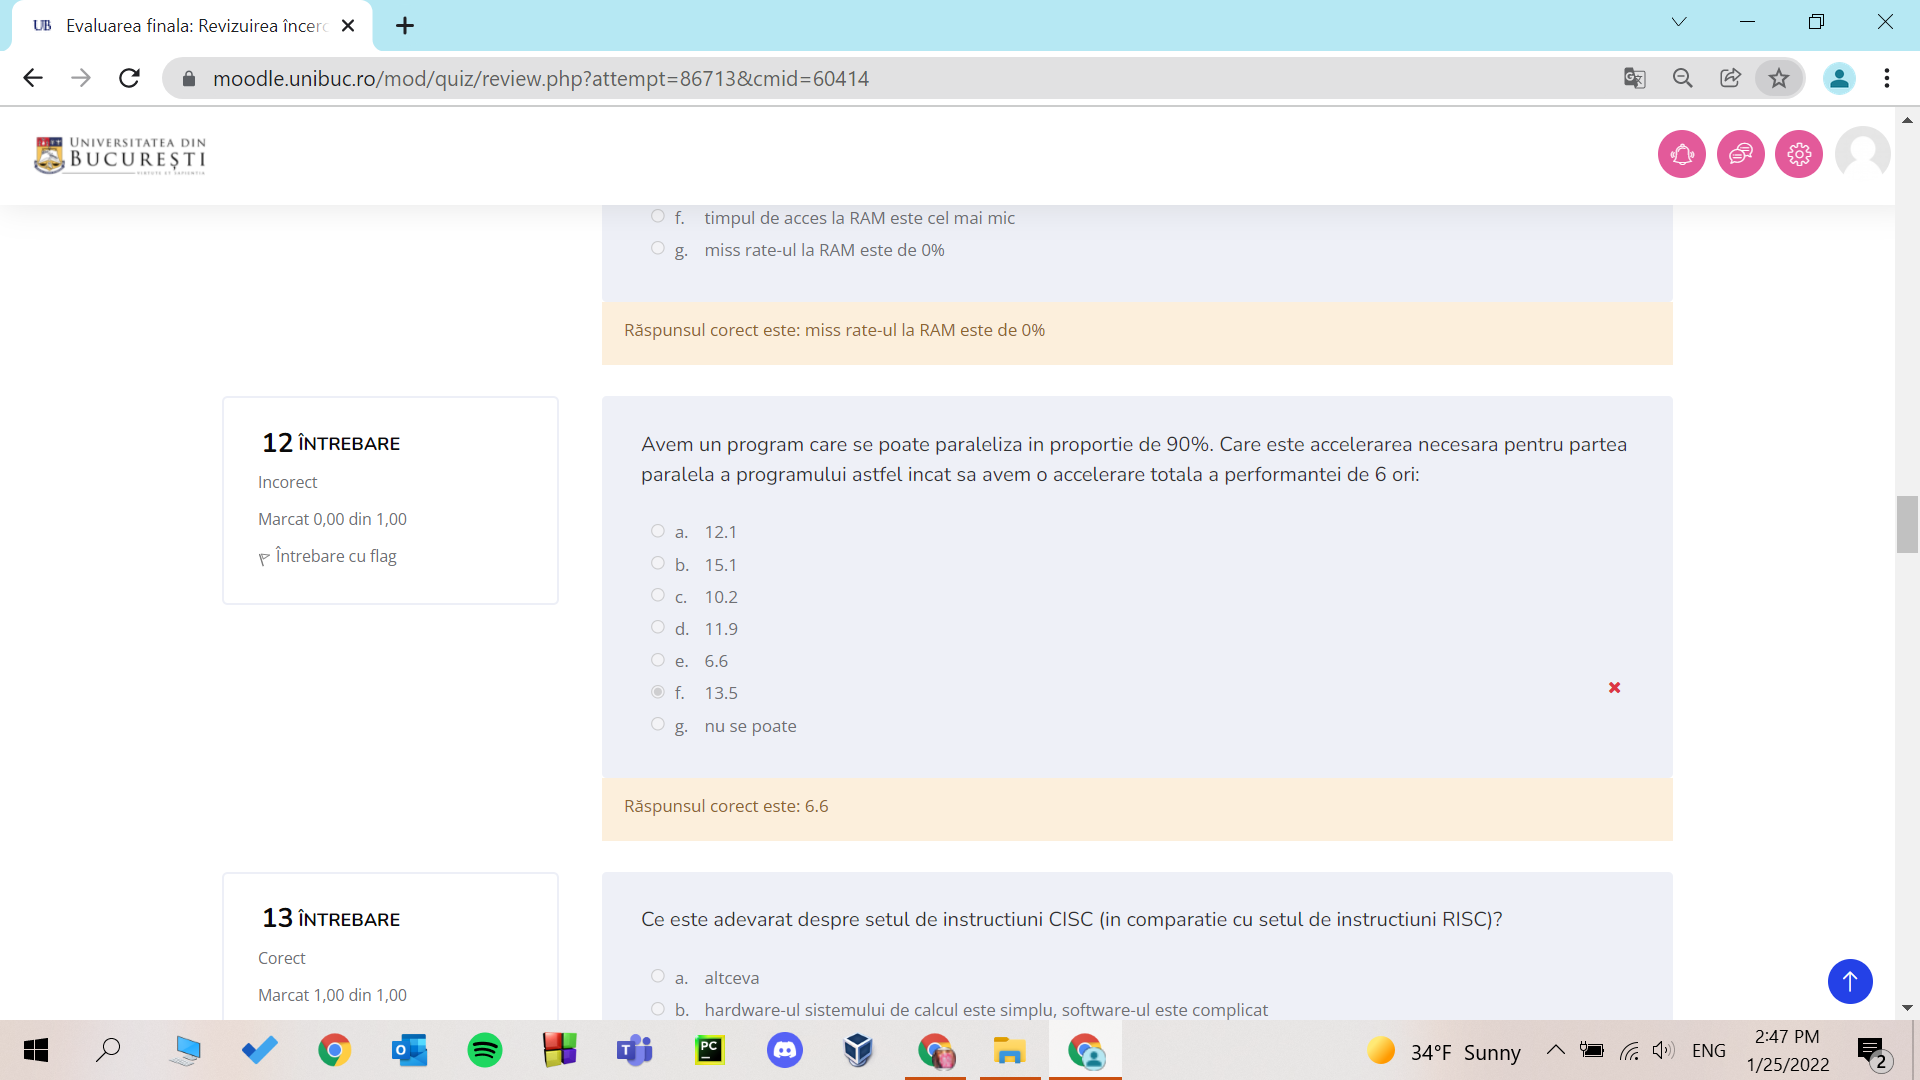 UB Evaluarea finala: Revizuirea încerc
moodle.unibuc.ro/mod/quiz/review.php?attempt=86713&cmid=60414
UNIVERSITATEA DIN
BUCUREȘTI
VIRTUTE ET SAPIENTIA
f. timpul de acces la RAM este cel mai mic
g. miss rate-ul la RAM este de 0%
Răspunsul corect este: miss rate-ul la RAM este de 0%
12 ÎNTREBARE
Incorect
Marcat 0,00 din 1,00
Întrebare cu flag
Avem un program care se poate paraleliza in proportie de 90%. Care este accelerarea necesara pentru partea
paralela a programului astfel incat sa avem o accelerare totala a performantei de 6 ori:
a. 12.1
b. 15.1
c. 10.2
d. 11.9
e. 6.6
f. 13.5
g. nu se poate
Răspunsul corect este: 6.6
13 ÎNTREBARE
Corect
Marcat 1,00 din 1,00
Ce este adevarat despre setul de instructiuni CISC (in comparatie cu setul de instructiuni RISC)?
a. altceva
b. hardware-ul sistemului de calcul este simplu, software-ul este complicat
34°F Sunny
ENG
2:47 PM
1/25/2022
2